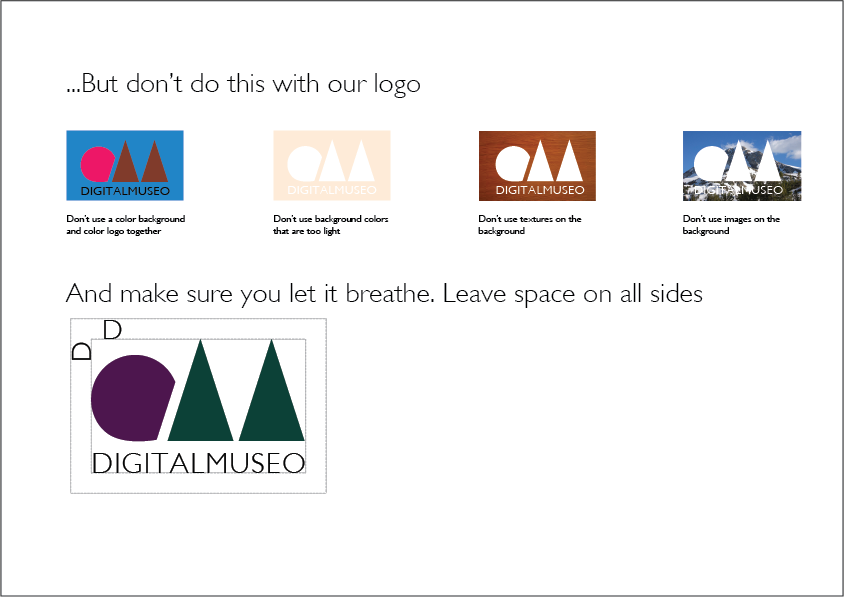 ...But don't do this with our logo
DIGITALMUSEO
DIGITALMUSEO
DIGITALMUSEO
DIGITALMUSEO
Don't use a color background
and color logo together
Don't use background colors
that are too light
Don't use textures on the
background
Don't use images on the
background
And make sure you let it breathe. Leave space on all sides
D
D
DIGITALMUSEO